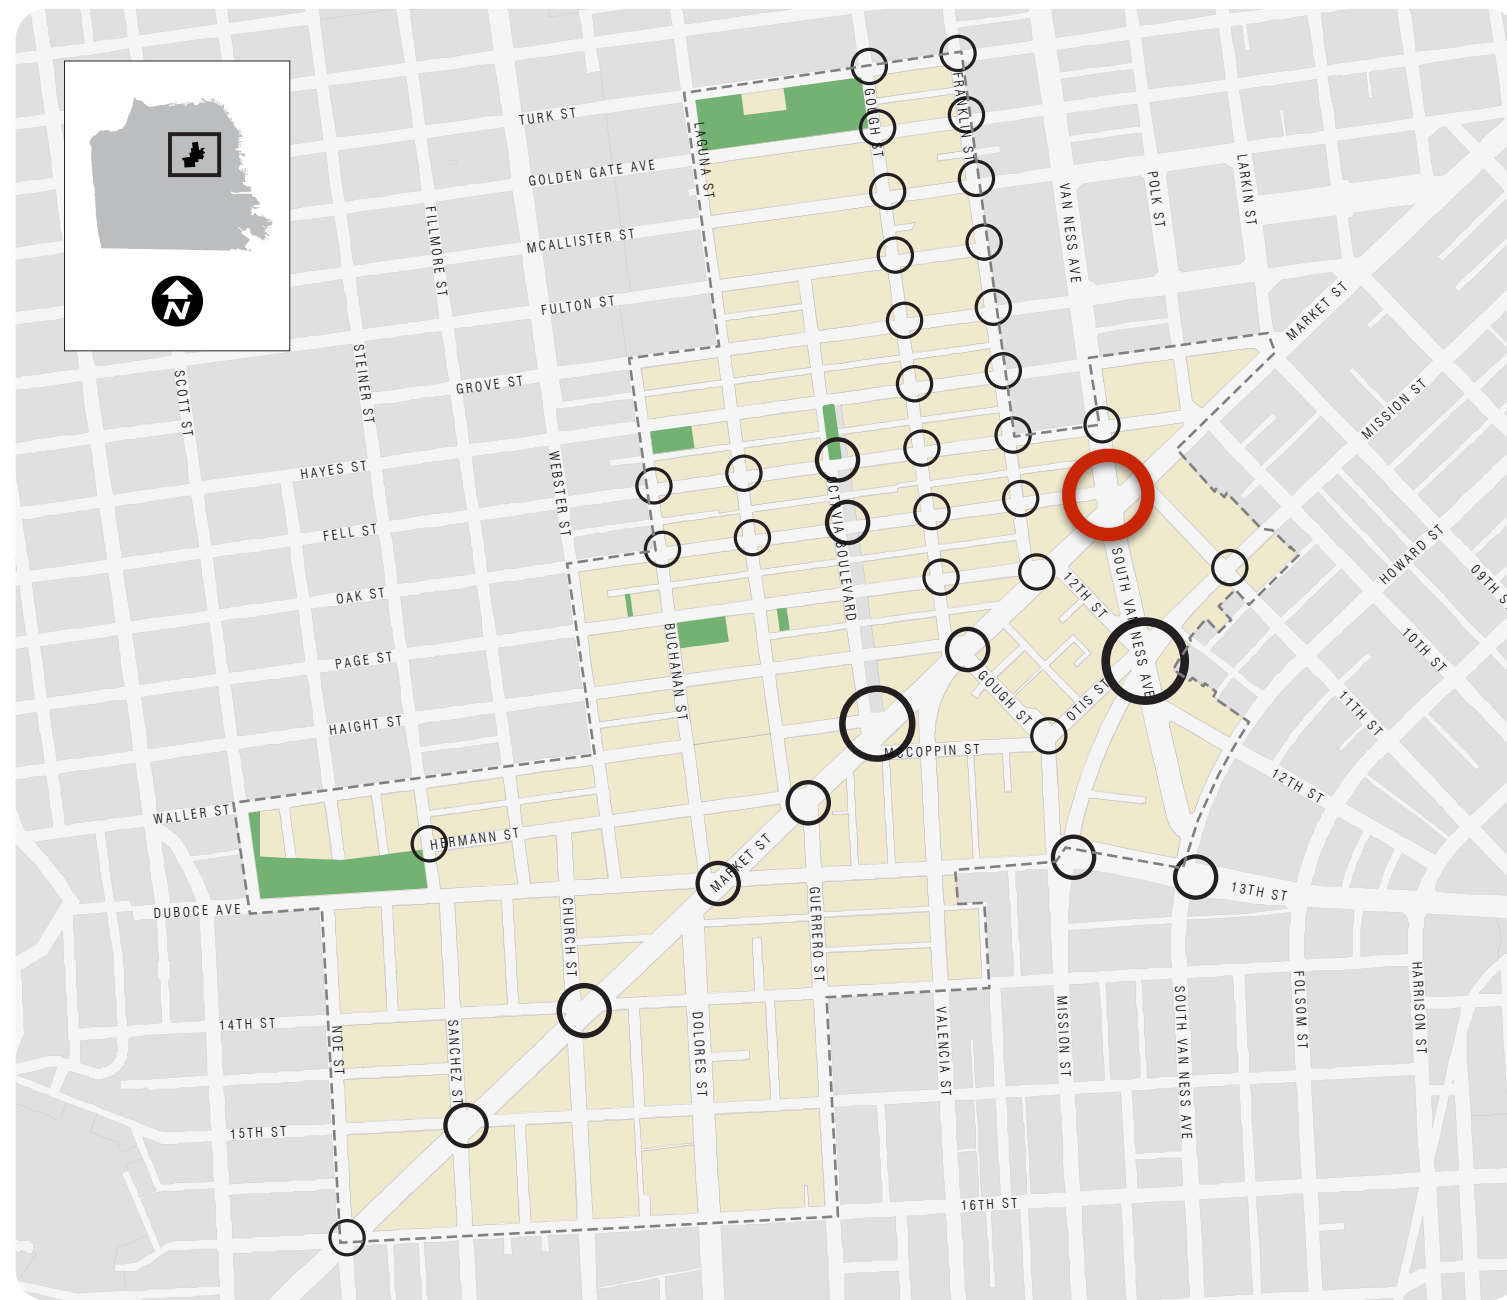 TURK ST
GOLDEN GATE AVE
MCALLISTER ST
FULTON ST
GROVE ST
HAYES ST
FELL ST
OAK ST
PAGE ST
HAIGHT ST
WALLER ST
HERMANN ST
DUBOCE AVE
14TH ST
15TH ST
16TH ST
SCOTT ST
STEINER ST
FILLMORE ST
WEBSTER ST
LAGUNA ST
BUCHANAN ST
GOUGH ST
FRANKLIN ST
VAN NESS AVE
POLK ST
LARKIN ST
MARKET ST
MISSION ST
HOWARD ST
09TH S
10TH ST
11TH ST
12TH ST
12TH ST
SOUTH VAN NESS AVE
OCTAVIA BOULEVARD
GOUGH ST
OTIS ST
MCCOPPIN ST
MARKET ST
13TH ST
CHURCH ST
GUERRERO ST
NOE ST
SANCHEZ ST
DOLORES ST
VALENCIA ST
MISSION ST
SOUTH VAN NESS AVE
FOLSOM ST
HARRISON ST
N